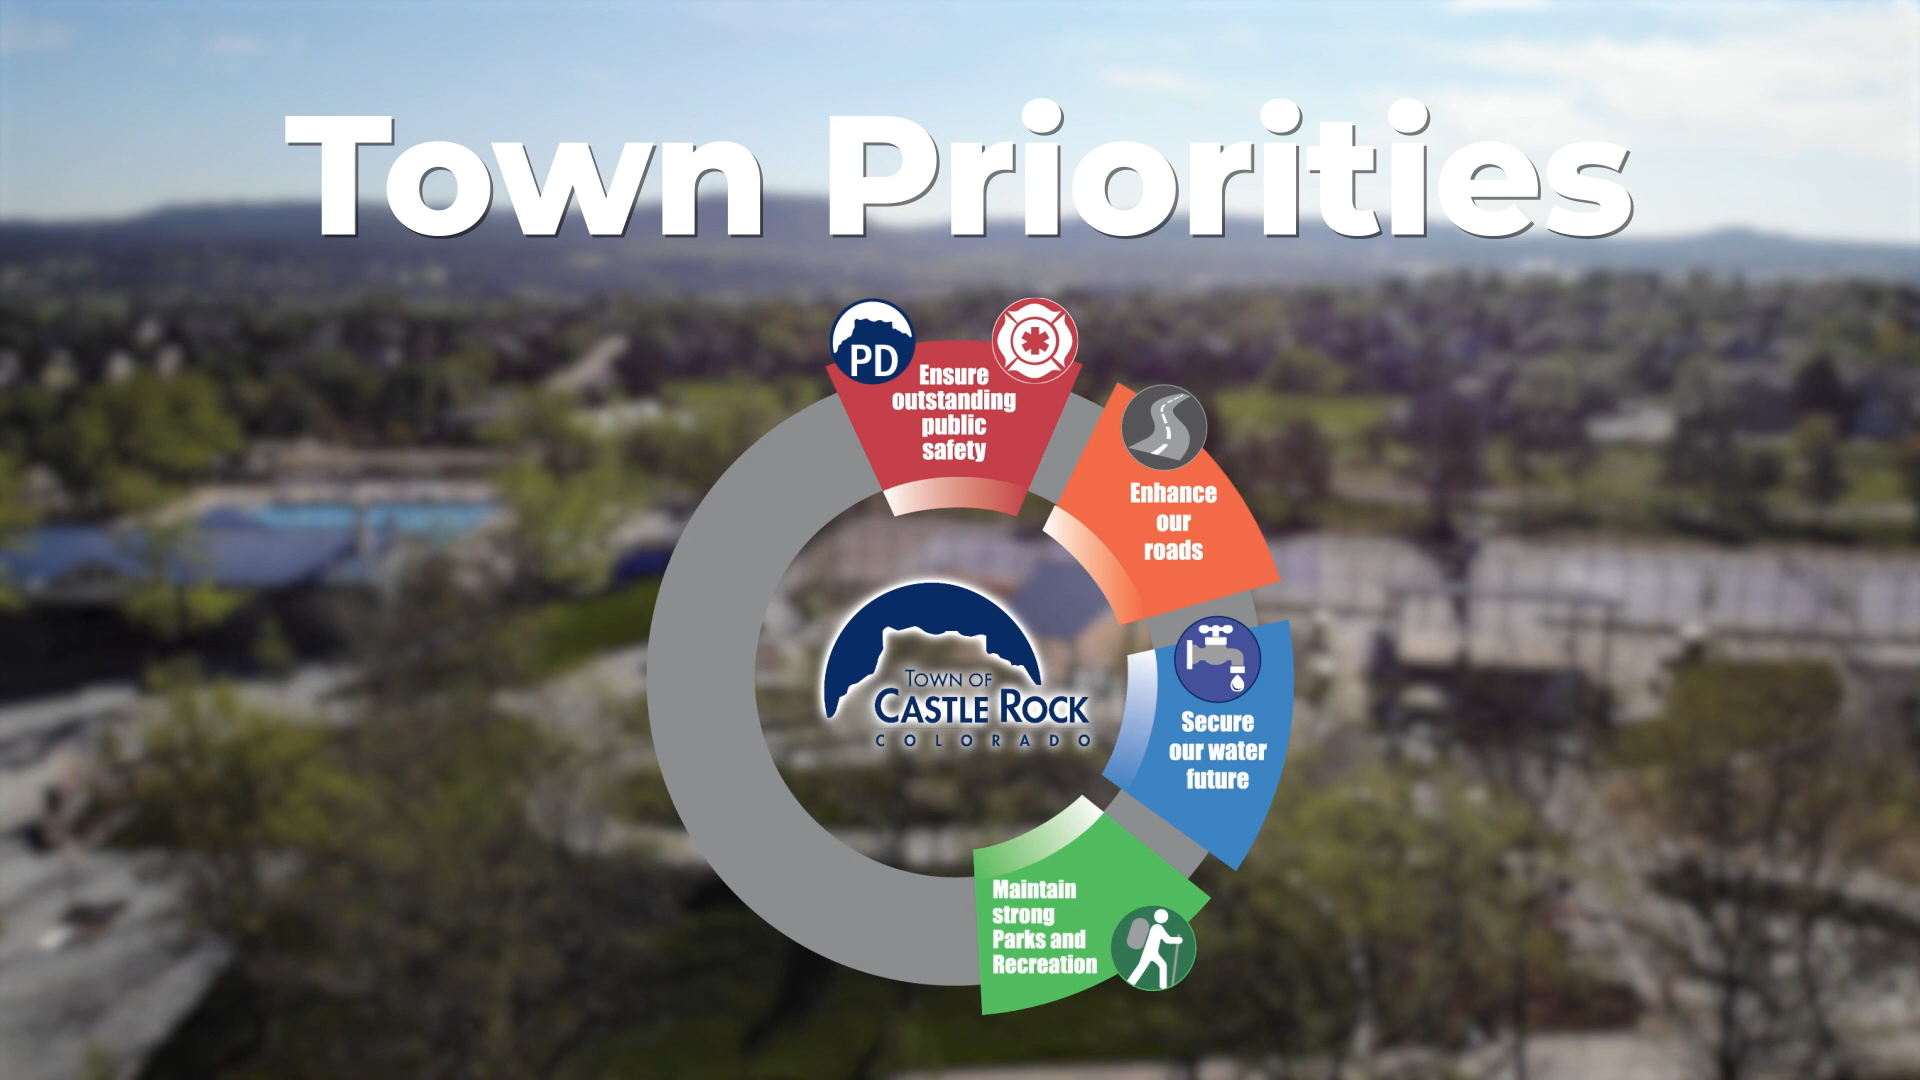 Town Priorities
PD
Ensure
outstanding
public
safety
Enhance
our
roads
Secure
our water
future
Maintain
strong
Parks and
Recreation
TOWN OF
CASTLE ROCK
COLORADO